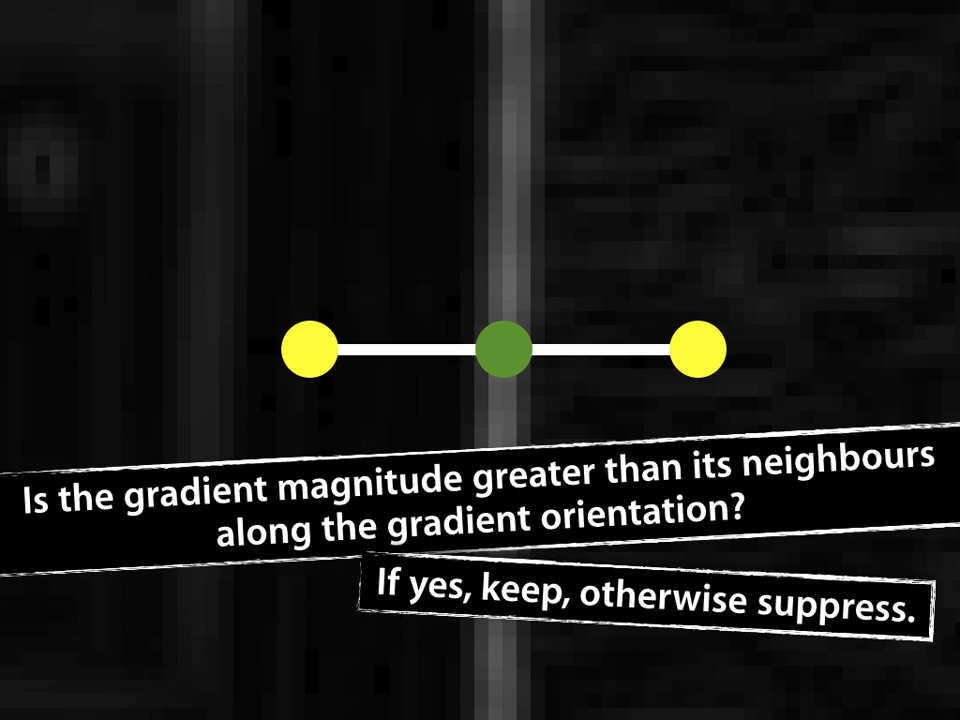 Is the gradient magnitude greater than its neighbours
along the gradient orientation?
If yes, keep, otherwise suppress.